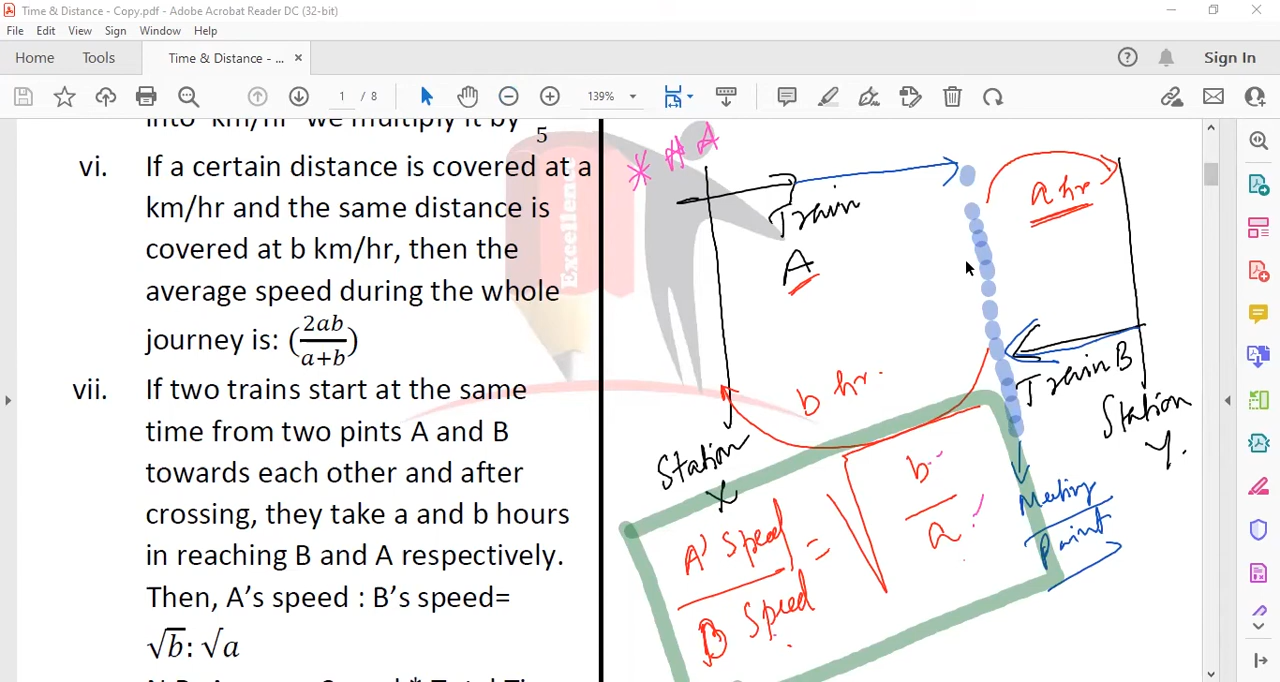 Time & Distance - Copy.pdf - Adobe Acrobat Reader DC (32-bit)
File Edit View Sign Window Help
Home Tools Time & Distance - ... × Sign In
1 / 8 139%
into km/hr we multiply it by 5
vi. If a certain distance is covered at a
km/hr and the same distance is
covered at b km/hr, then the
average speed during the whole
journey is: (2ab/a+b)
vii. If two trains start at the same
time from two pints A and B
towards each other and after
crossing, they take a and b hours
in reaching B and A respectively.
Then, A's speed : B's speed=
√b: √a
Excellence
Train
A
a hr
Train B
b hr.
Station
X
Station
Y.
Meeting
Point
A' Speed
B Speed
= √
b
a